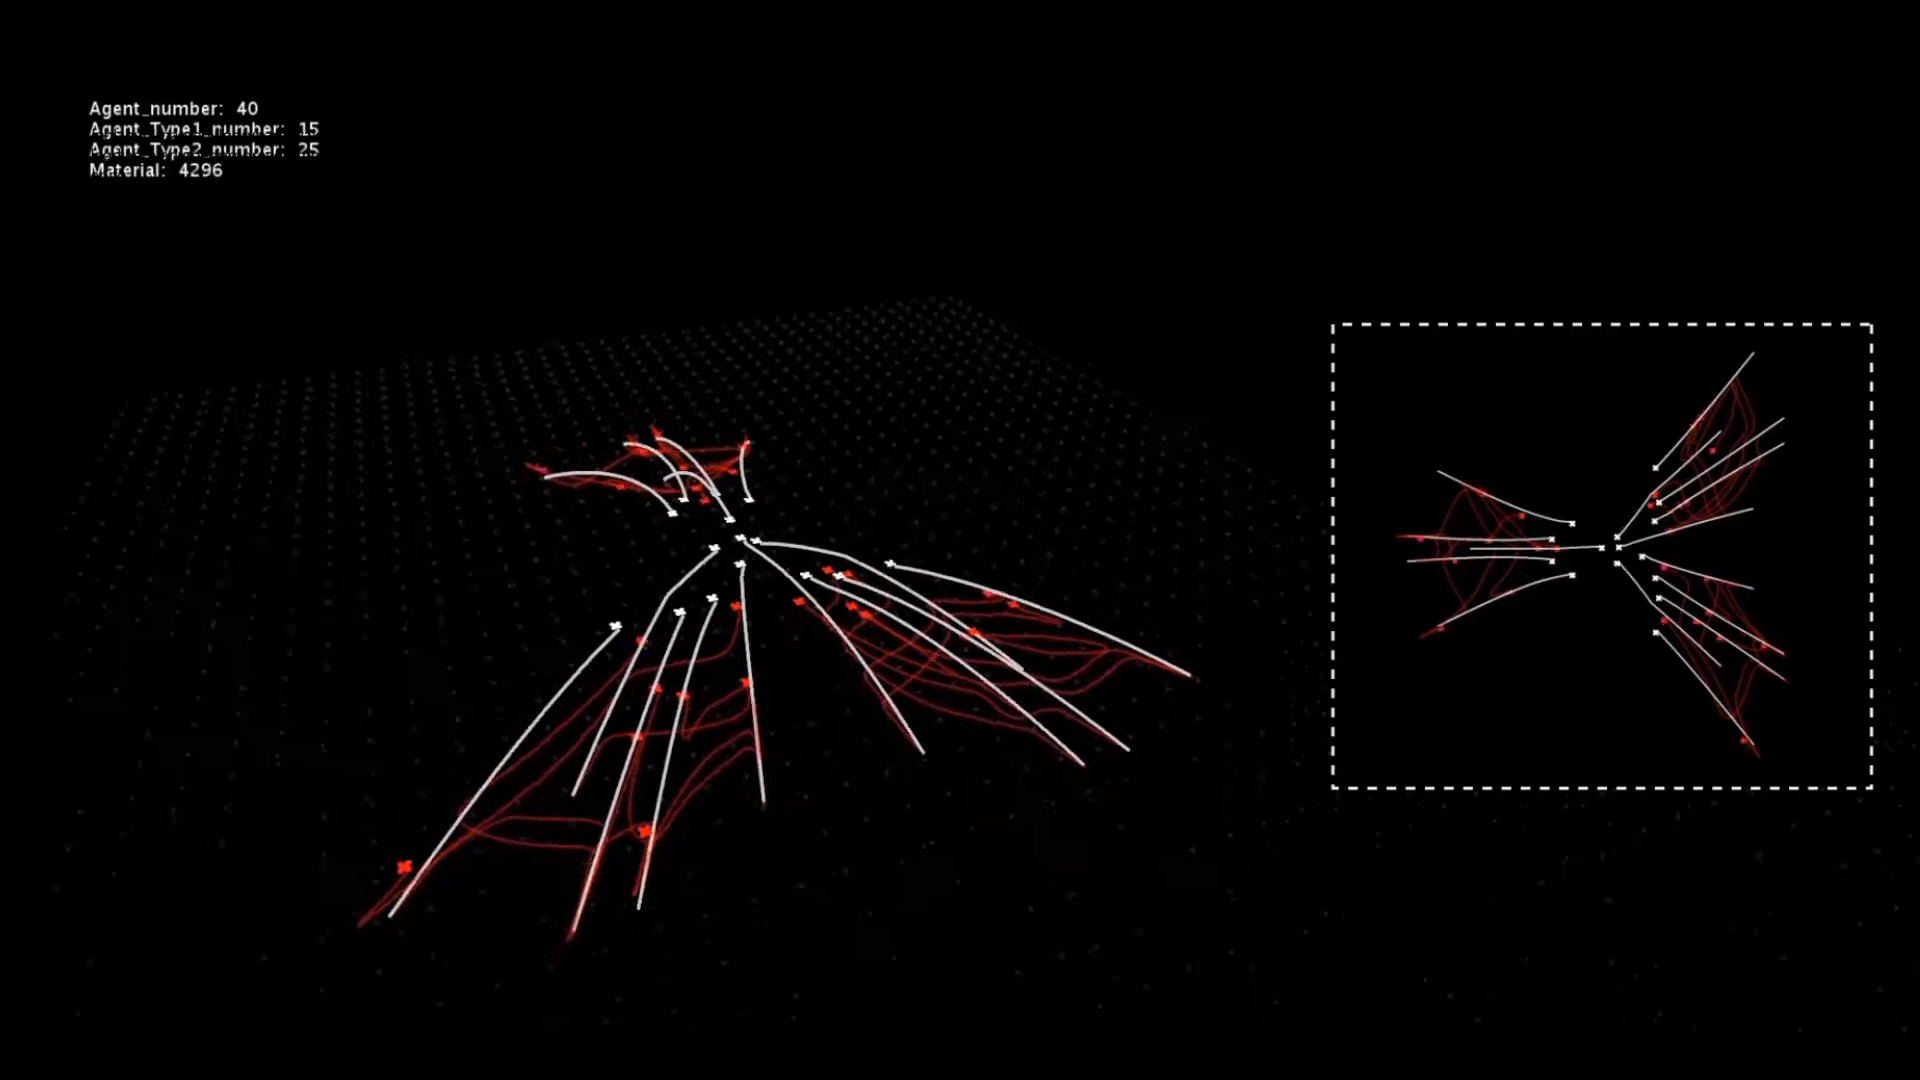 Agent_number: 40
Agent_Type1_number: 15
Agent_Type2_number: 25
Material: 4296